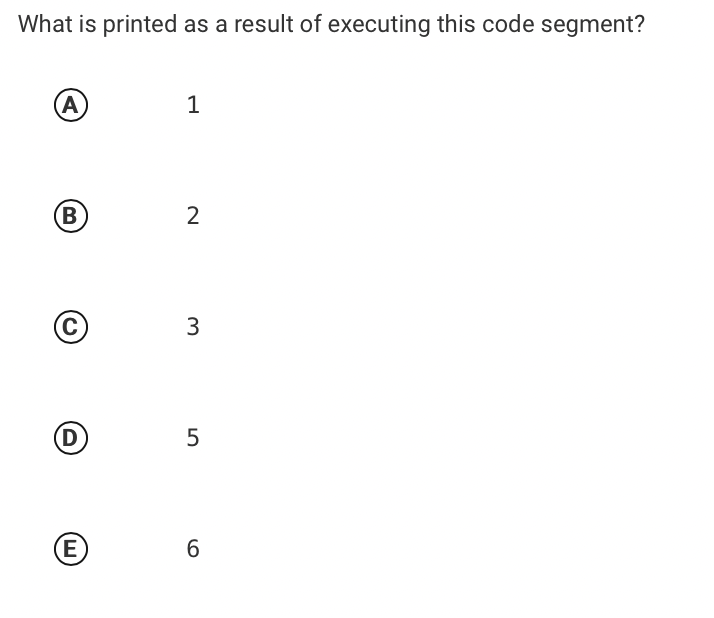 What is printed as a result of executing this code segment?
A 1
B 2
C 3
D 5
E 6